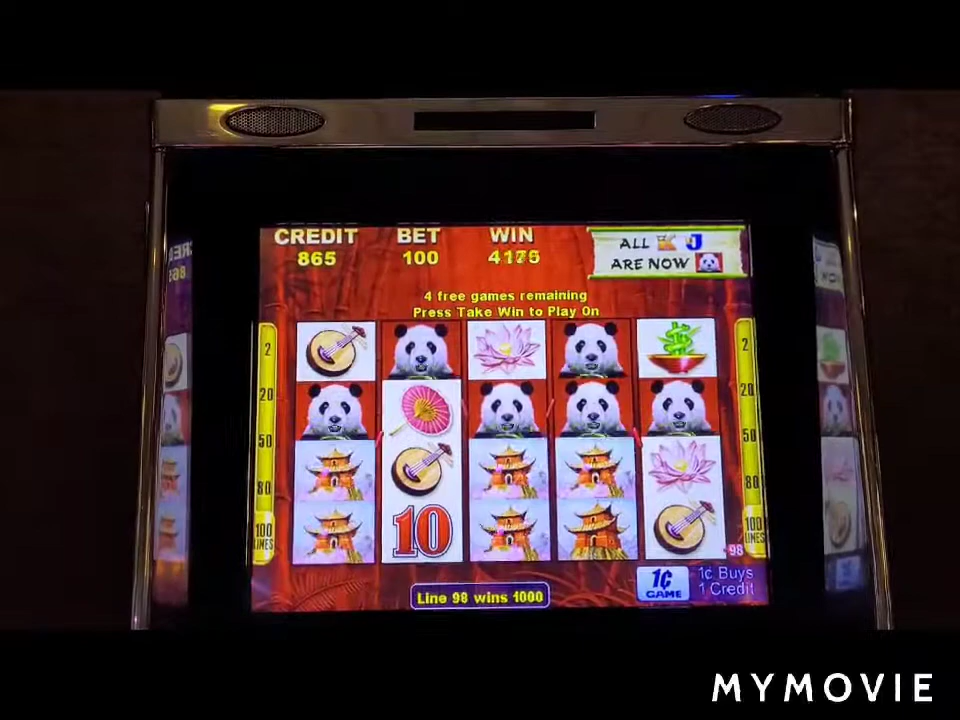 CREDIT BET WIN
865 100
ALL J
ARE NOW
4 free games remaining
Press Take Win to Play On
2 2
20 20
50 50
80 80
100 LINES 100 LINES
10
98
Line 98 wins 1000
1¢ GAME
1¢ Buys
1 Credit
MYMOVIE